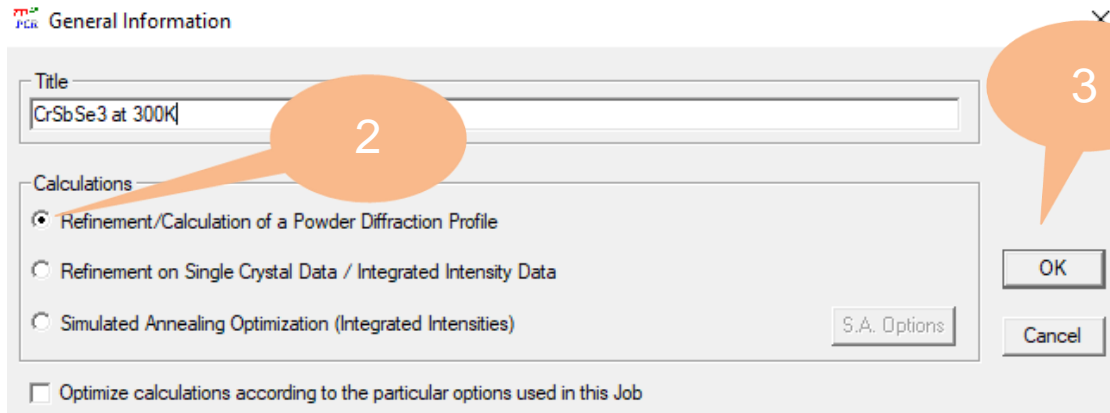 General Information
Title
CrSbSe3 at 300K
3
2
Calculations
Refinement/Calculation of a Powder Diffraction Profile
Refinement on Single Crystal Data / Integrated Intensity Data
OK
Simulated Annealing Optimization (Integrated Intensities)
S.A. Options
Cancel
Optimize calculations according to the particular options used in this Job